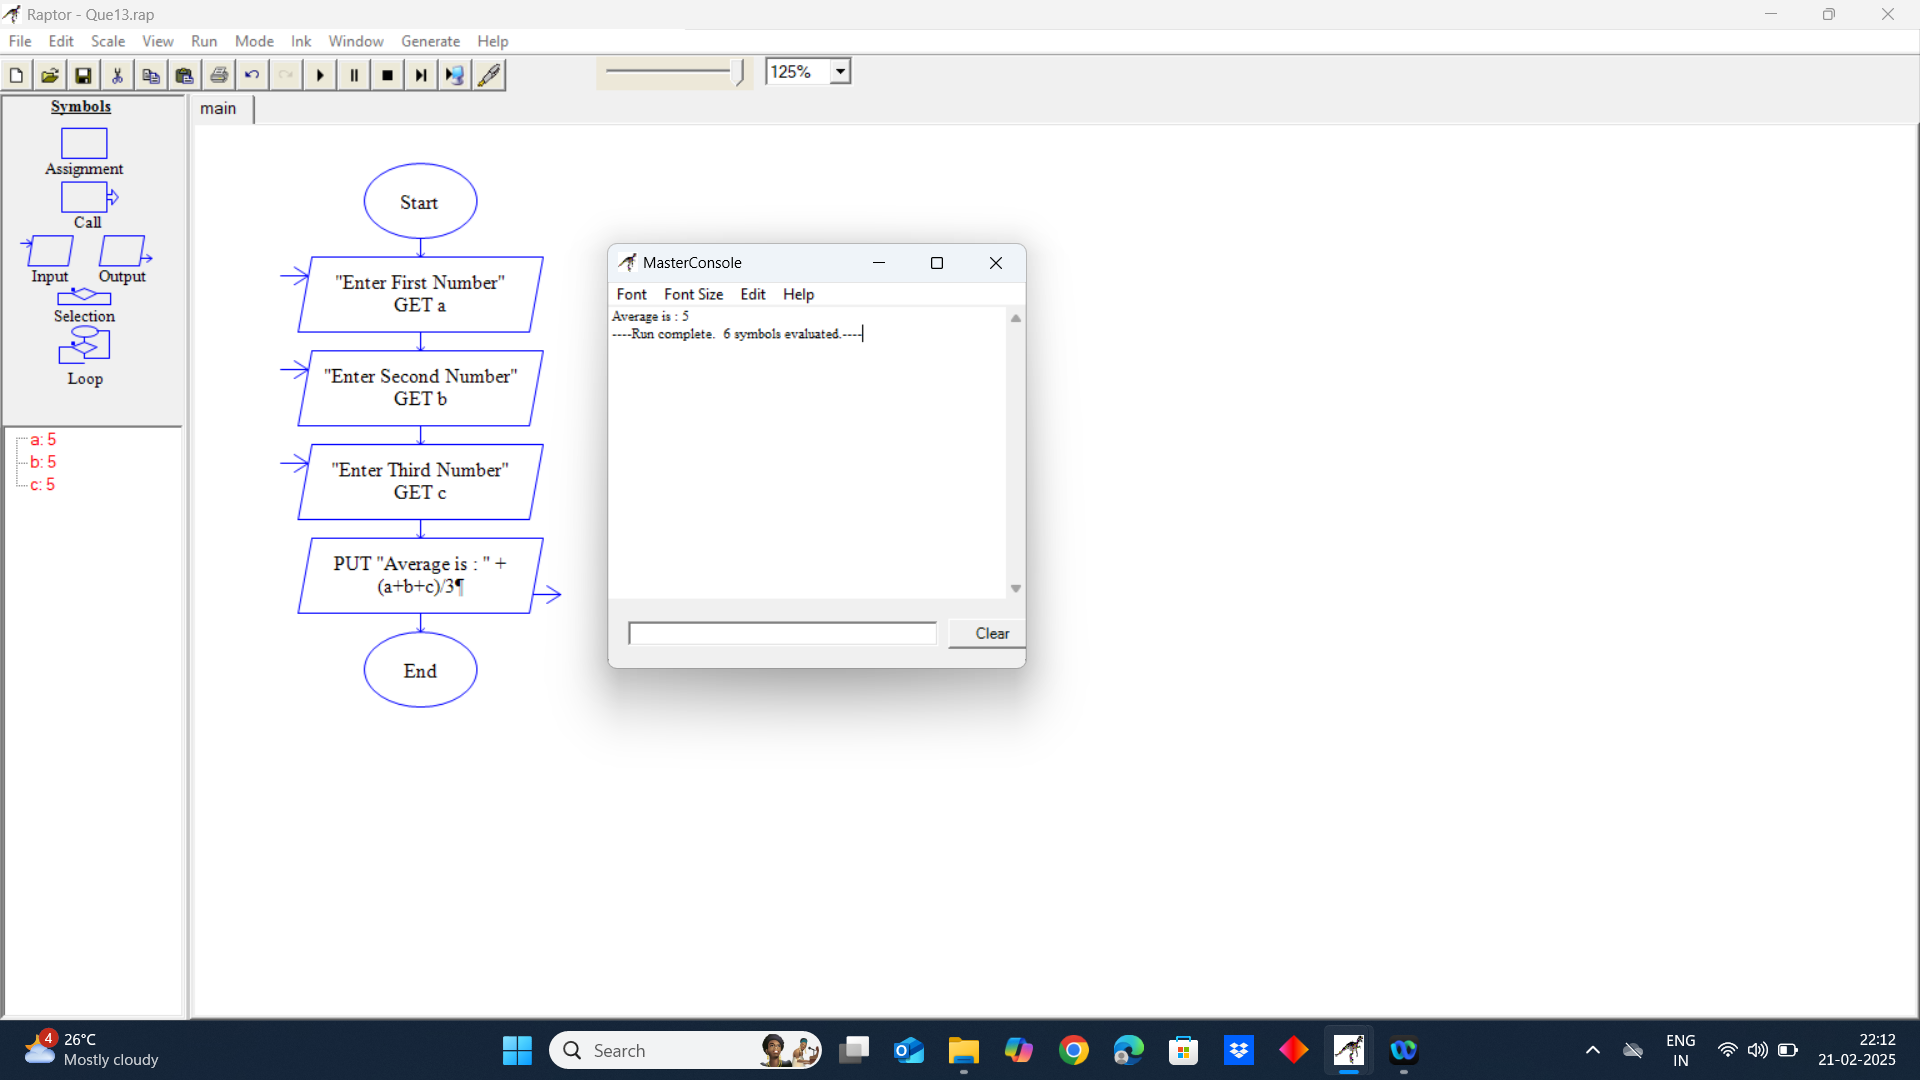 Raptor - Que13.rap
File Edit Scale View Run Mode Ink Window Generate Help
125%
Symbols
main
Assignment
Call
Input Output
Selection
Loop
a: 5
b: 5
c: 5
Start
"Enter First Number"
GET a
"Enter Second Number"
GET b
"Enter Third Number"
GET c
PUT "Average is : " +
(a+b+c)/3¶
End
MasterConsole
Font Font Size Edit Help
Average is : 5
----Run complete.  6 symbols evaluated.----
Clear
4
26°C
Mostly cloudy
Search
ENG
IN
22:12
21-02-2025